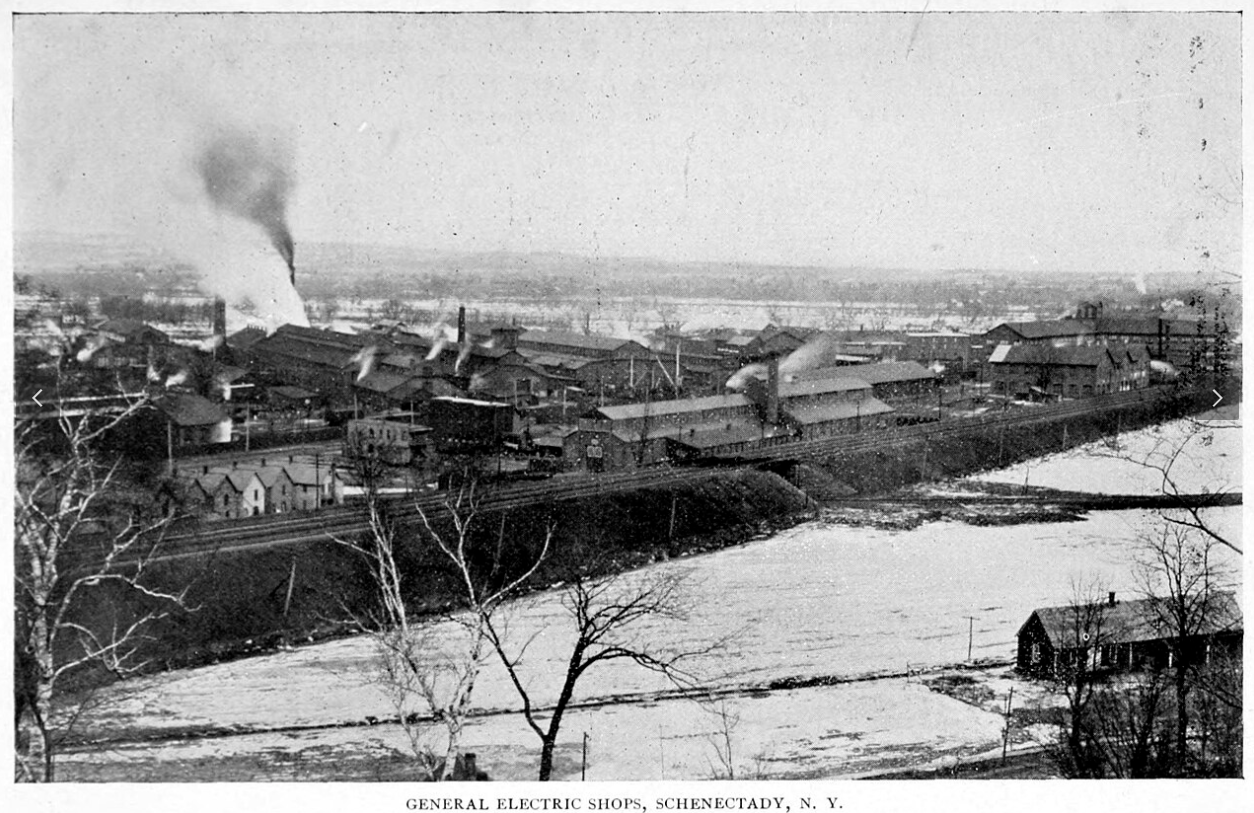 GENERAL ELECTRIC SHOPS, SCHENECTADY, N. Y.